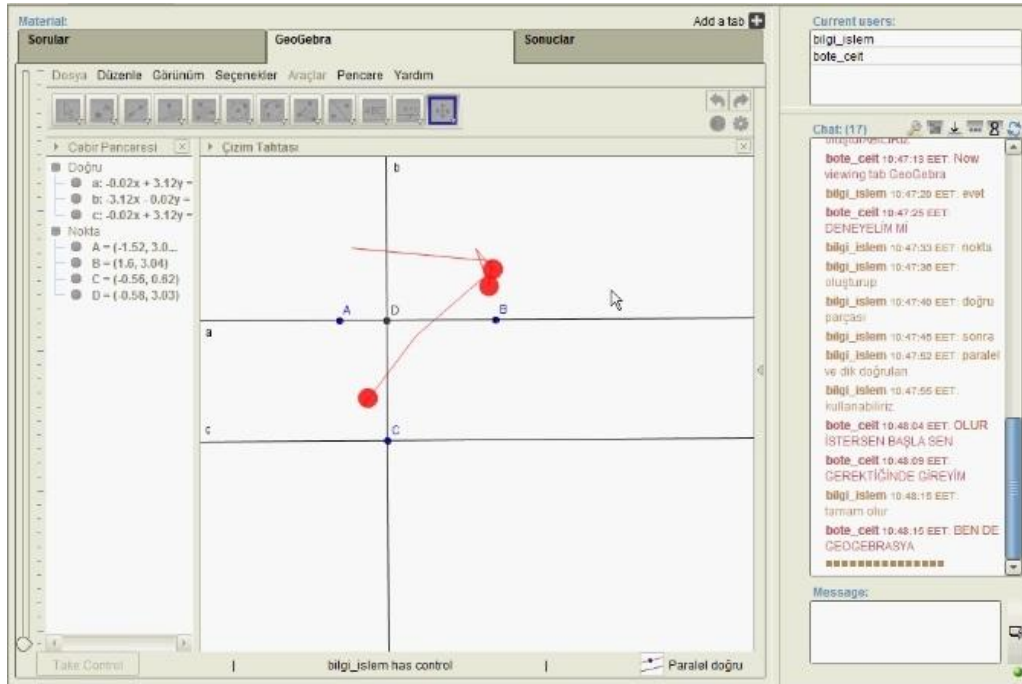 Material:
Add a tab
Sorular
GeoGebra
Sonuclar
Dosya Düzenle Görünüm Seçenekler Araçlar Pencere Yardım
Cebir Penceresi
Çizim Tahtası
Doğru
a: -0.02x + 3.12y =
b: -3.12x - 0.02y =
c: -0.02x + 3.12y =
Nokta
A = (-1.52, 3.0...
B = (1.6, 3.04)
C = (-0.56, 0.62)
D = (-0.58, 3.03)
b
A
D
B
a
c
C
Take Control
bilgi_islem has control
Paralel doğru
Current users:
bilgi_islem
bote_ceit
Chat: (17)
bote_ceit 10:47:13 EET: Now
viewing tab GeoGebra
bilgi_islem 10:47:20 EET: evet
bote_ceit 10:47:25 EET:
DENEYELİM Mİ
bilgi_islem 10:47:33 EET: nokta
bilgi_islem 10:47:36 EET:
oluşturup
bilgi_islem 10:47:40 EET: doğru
parçası
bilgi_islem 10:47:45 EET: sonra
bilgi_islem 10:47:52 EET: paralel
ve dik doğruları
bilgi_islem 10:47:55 EET:
kullanabiliriz
bote_ceit 10:48:04 EET: OLUR
İSTERSEN BAŞLA SEN
bote_ceit 10:48:09 EET:
GEREKTİĞİNDE GİREYİM
bilgi_islem 10:48:15 EET:
tamam olur
bote_ceit 10:48:15 EET: BEN DE
GEOGEBRASYA
Message: